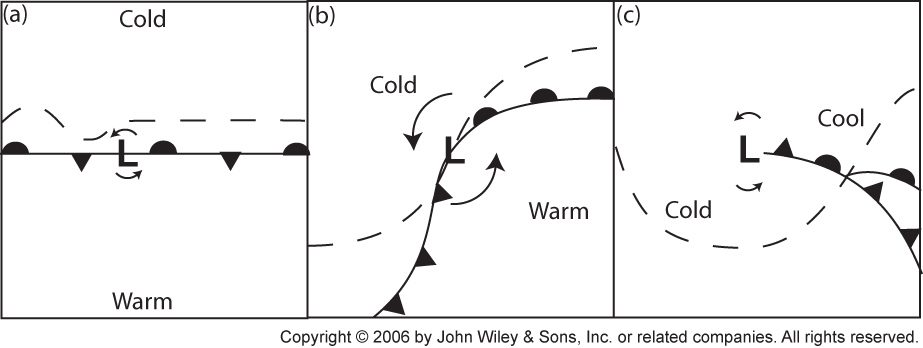 (a)
Cold
L
Warm
(b)
Cold
L
Warm
(c)
Cool
L
Cold
Copyright © 2006 by John Wiley & Sons, Inc. or related companies. All rights reserved.